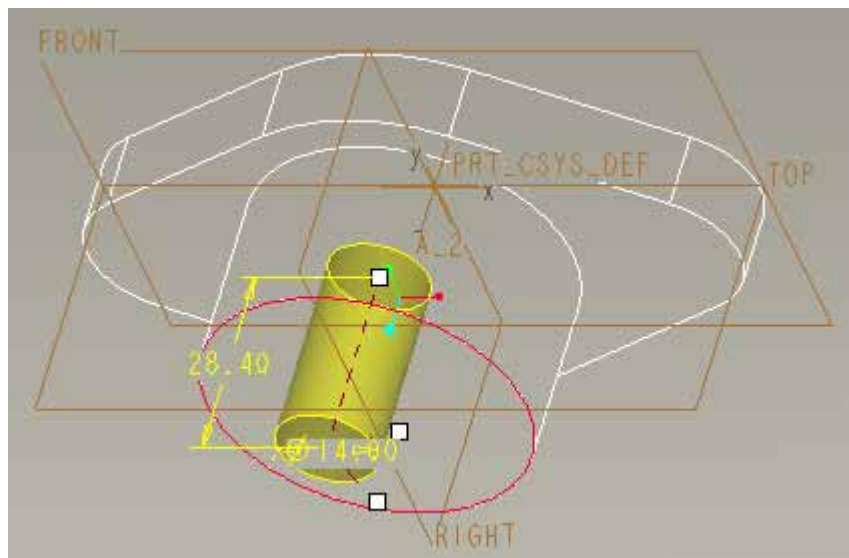 FRONT
y
PRT_CSYS_DEF
TOP
x
A_2
28.40
Ø14.00
RIGHT